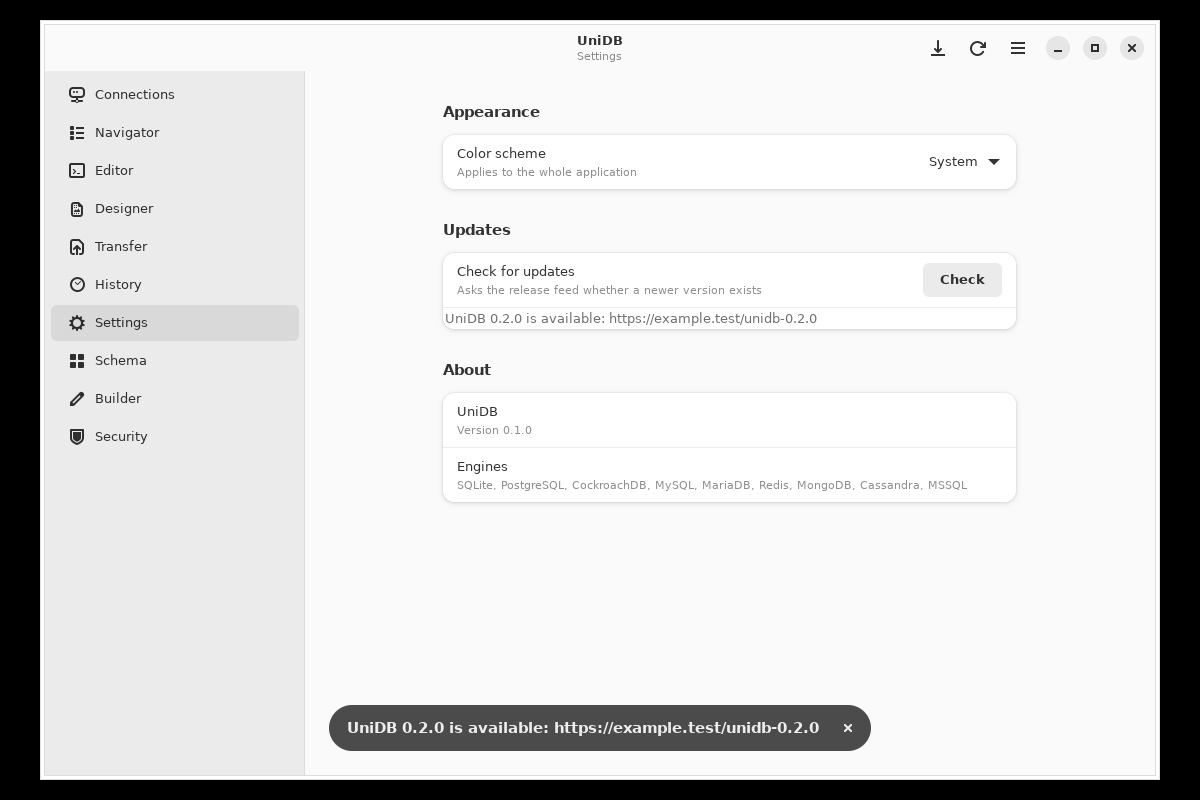 UniDB
Settings
Connections
Navigator
Editor
Designer
Transfer
History
Settings
Schema
Builder
Security
Appearance
Color scheme
Applies to the whole application
System
Updates
Check for updates
Asks the release feed whether a newer version exists
Check
UniDB 0.2.0 is available: https://example.test/unidb-0.2.0
About
UniDB
Version 0.1.0
Engines
SQLite, PostgreSQL, CockroachDB, MySQL, MariaDB, Redis, MongoDB, Cassandra, MSSQL
UniDB 0.2.0 is available: https://example.test/unidb-0.2.0